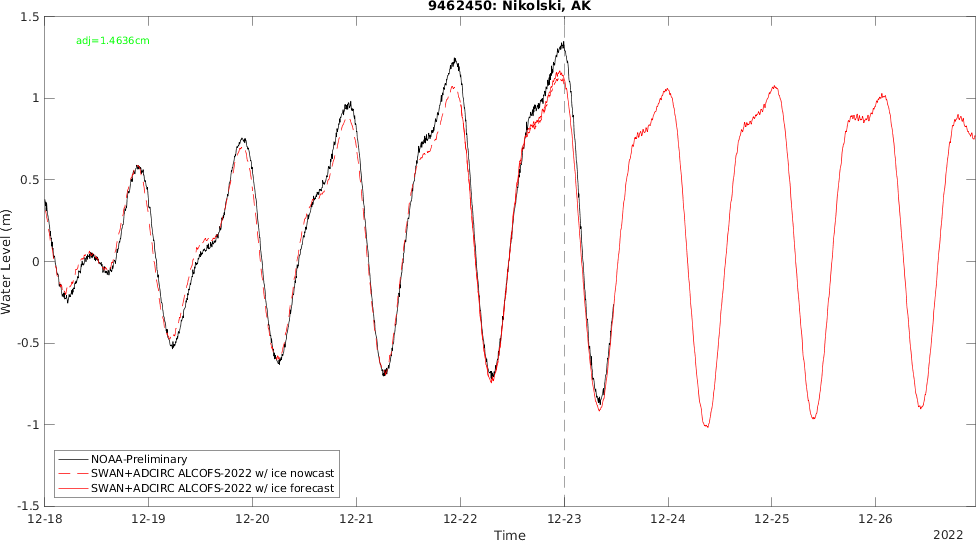 9462450: Nikolski, AK
adj=1.4636cm
1.5
1
0.5
0
-0.5
-1
-1.5
Water Level (m)
NOAA-Preliminary
SWAN+ADCIRC ALCOFS-2022 w/ ice nowcast
SWAN+ADCIRC ALCOFS-2022 w/ ice forecast
12-18 12-19 12-20 12-21 12-22 12-23 12-24 12-25 12-26
Time
2022